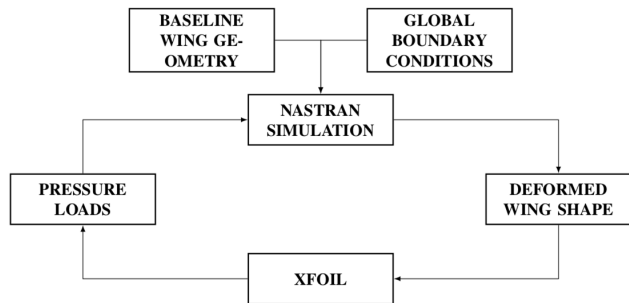 BASELINE
WING GE-
OMETRY
GLOBAL
BOUNDARY
CONDITIONS
NASTRAN
SIMULATION
PRESSURE
LOADS
DEFORMED
WING SHAPE
XFOIL